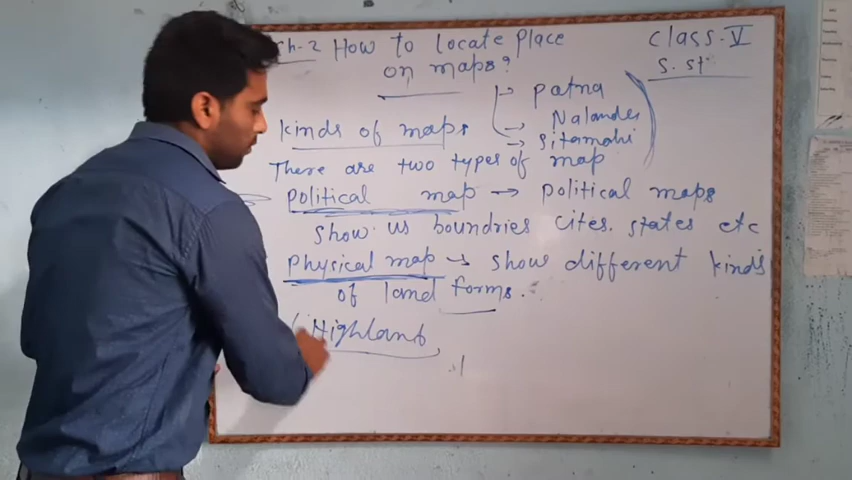 Ch-2 How to locate Place
on maps?
Class-V
S.st
→ Patna
→ Nalanda
→ Sitamahi
kinds of maps
There are two types of map
Political map → political maps
show us boundries cites. states etc
Physical map → show different kinds
of land forms.
Highland